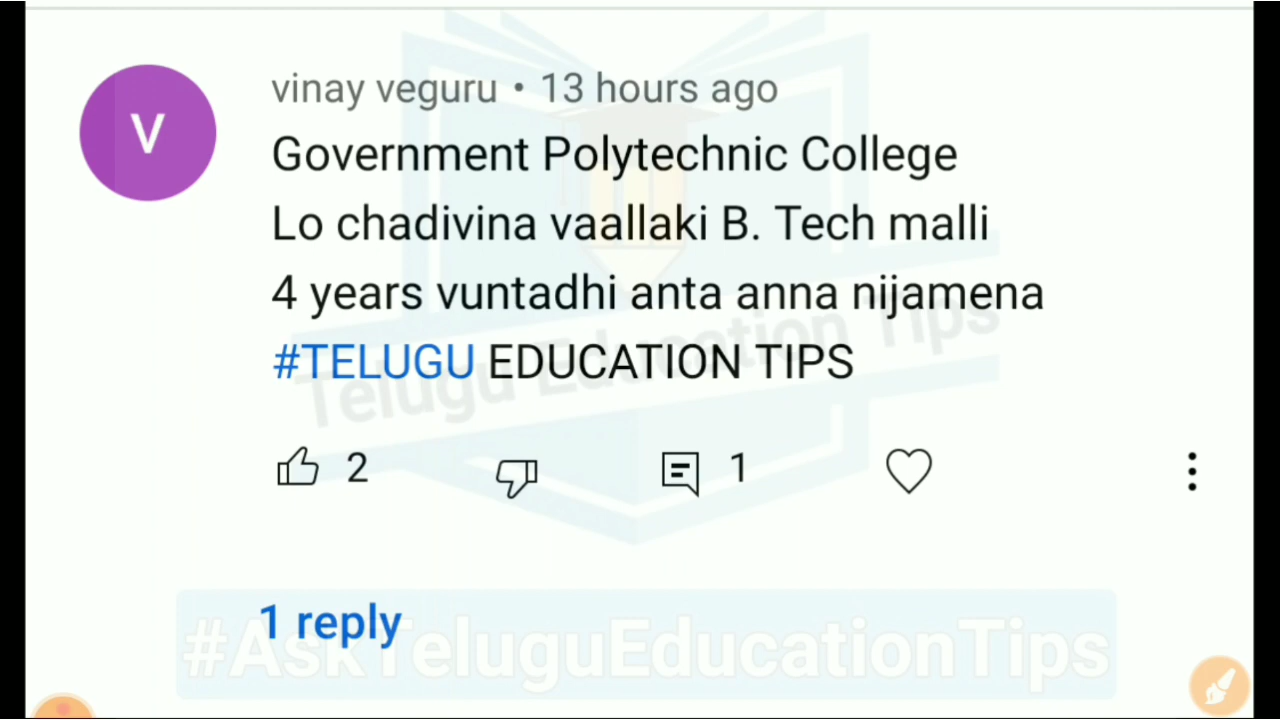 V
vinay veguru • 13 hours ago
Government Polytechnic College
Lo chadivina vaallaki B. Tech malli
4 years vuntadhi anta anna nijamena
#TELUGU EDUCATION TIPS
Telugu Education Tips
2
1
1 reply
#AskTeluguEducationTips